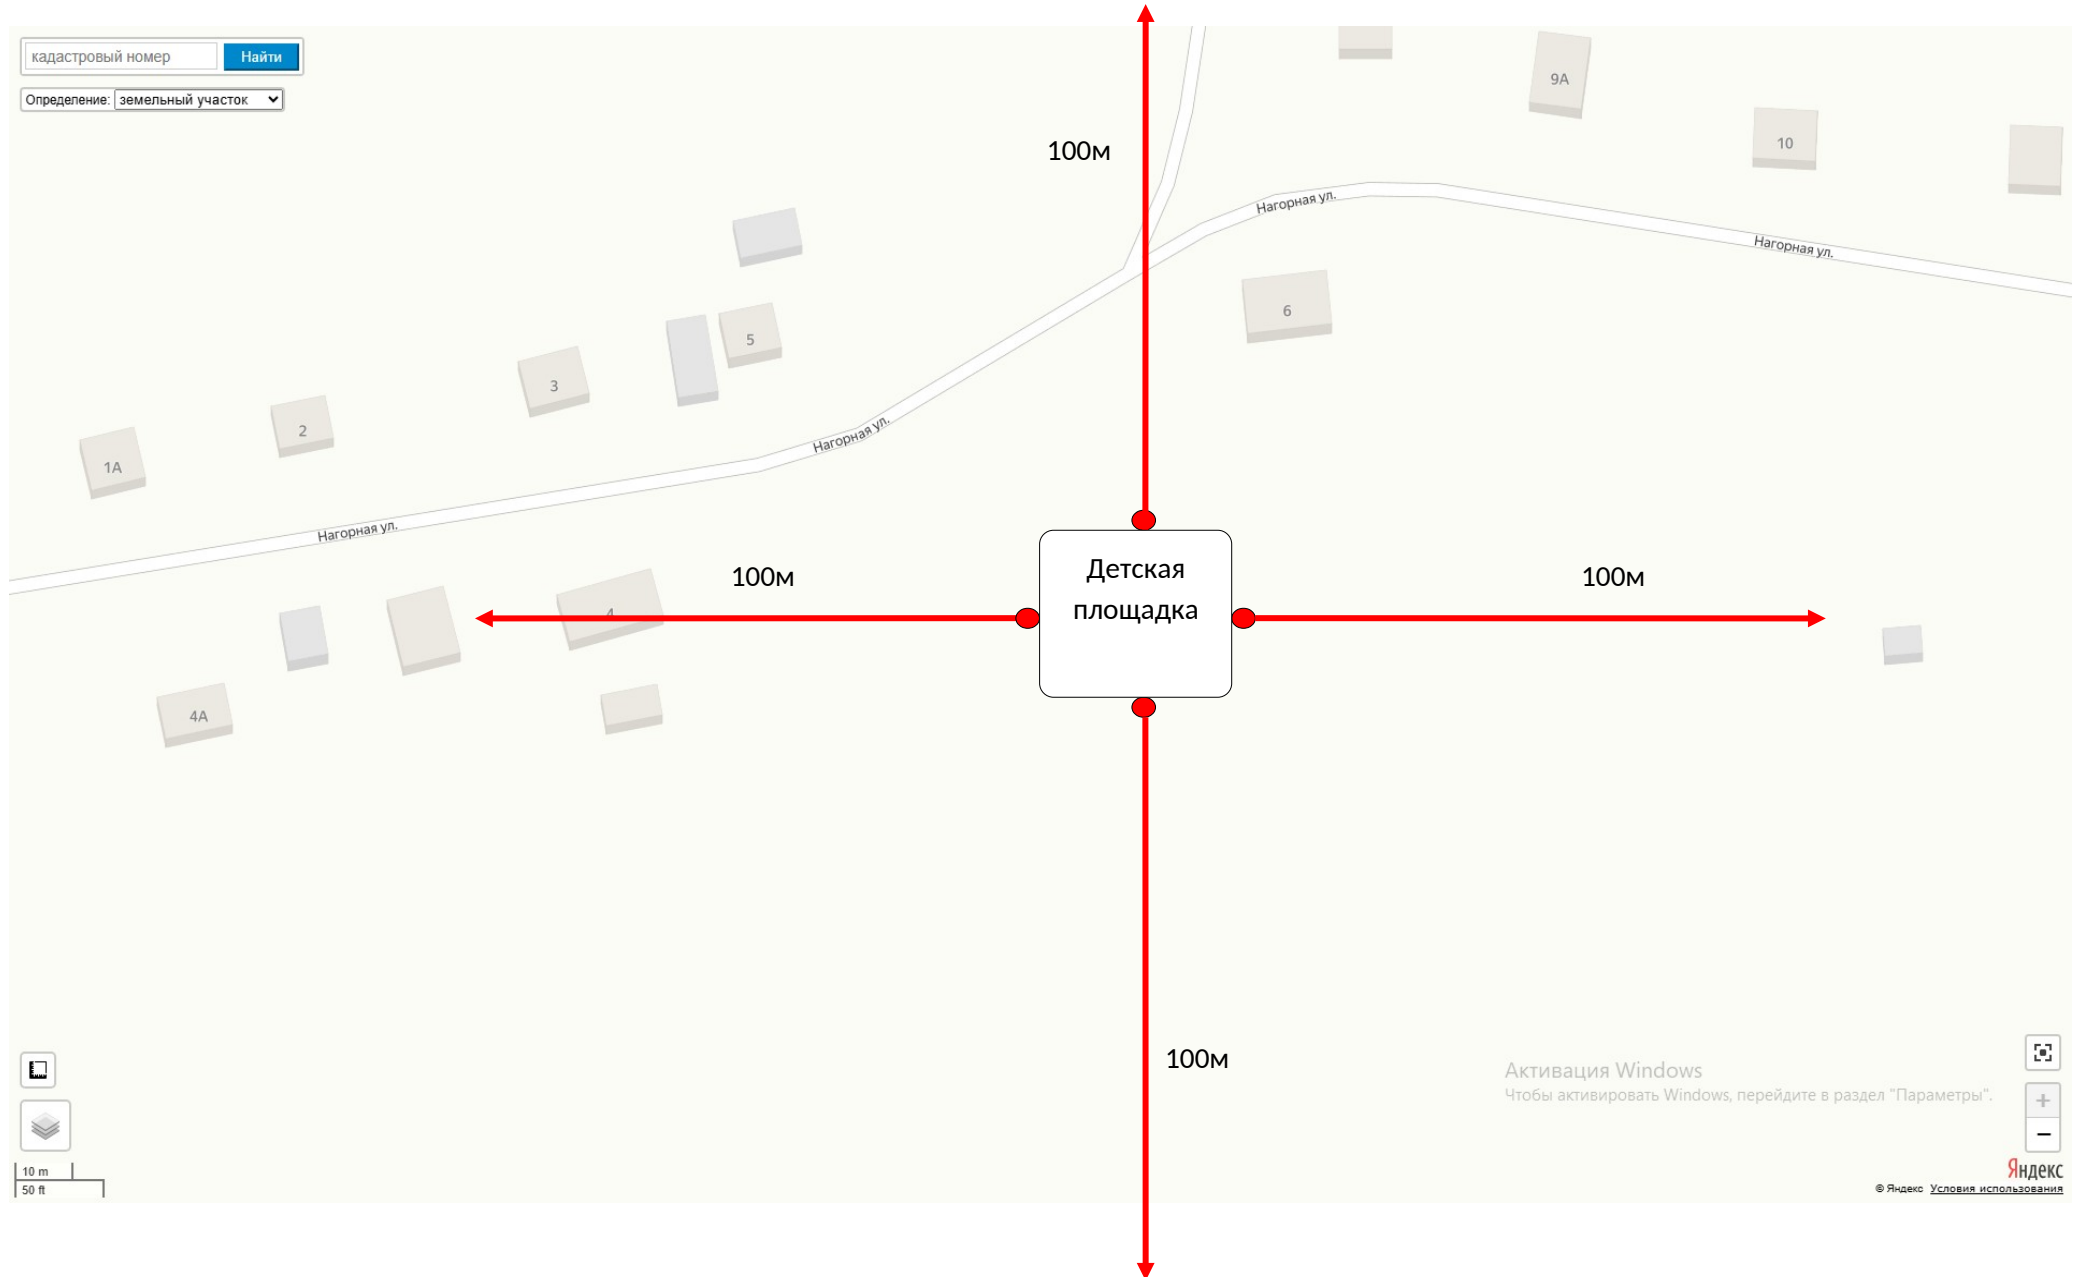 кадастровый номер
Найти
Определение: земельный участок
100м
9А
10
Нагорная ул.
Нагорная ул.
6
5
3
2
1А
Нагорная ул.
Нагорная ул.
100м
Детская
площадка
100м
4
4А
100м
Активация Windows
Чтобы активировать Windows, перейдите в раздел "Параметры".
10 m
50 ft
Яндекс
© Яндекс Условия использования